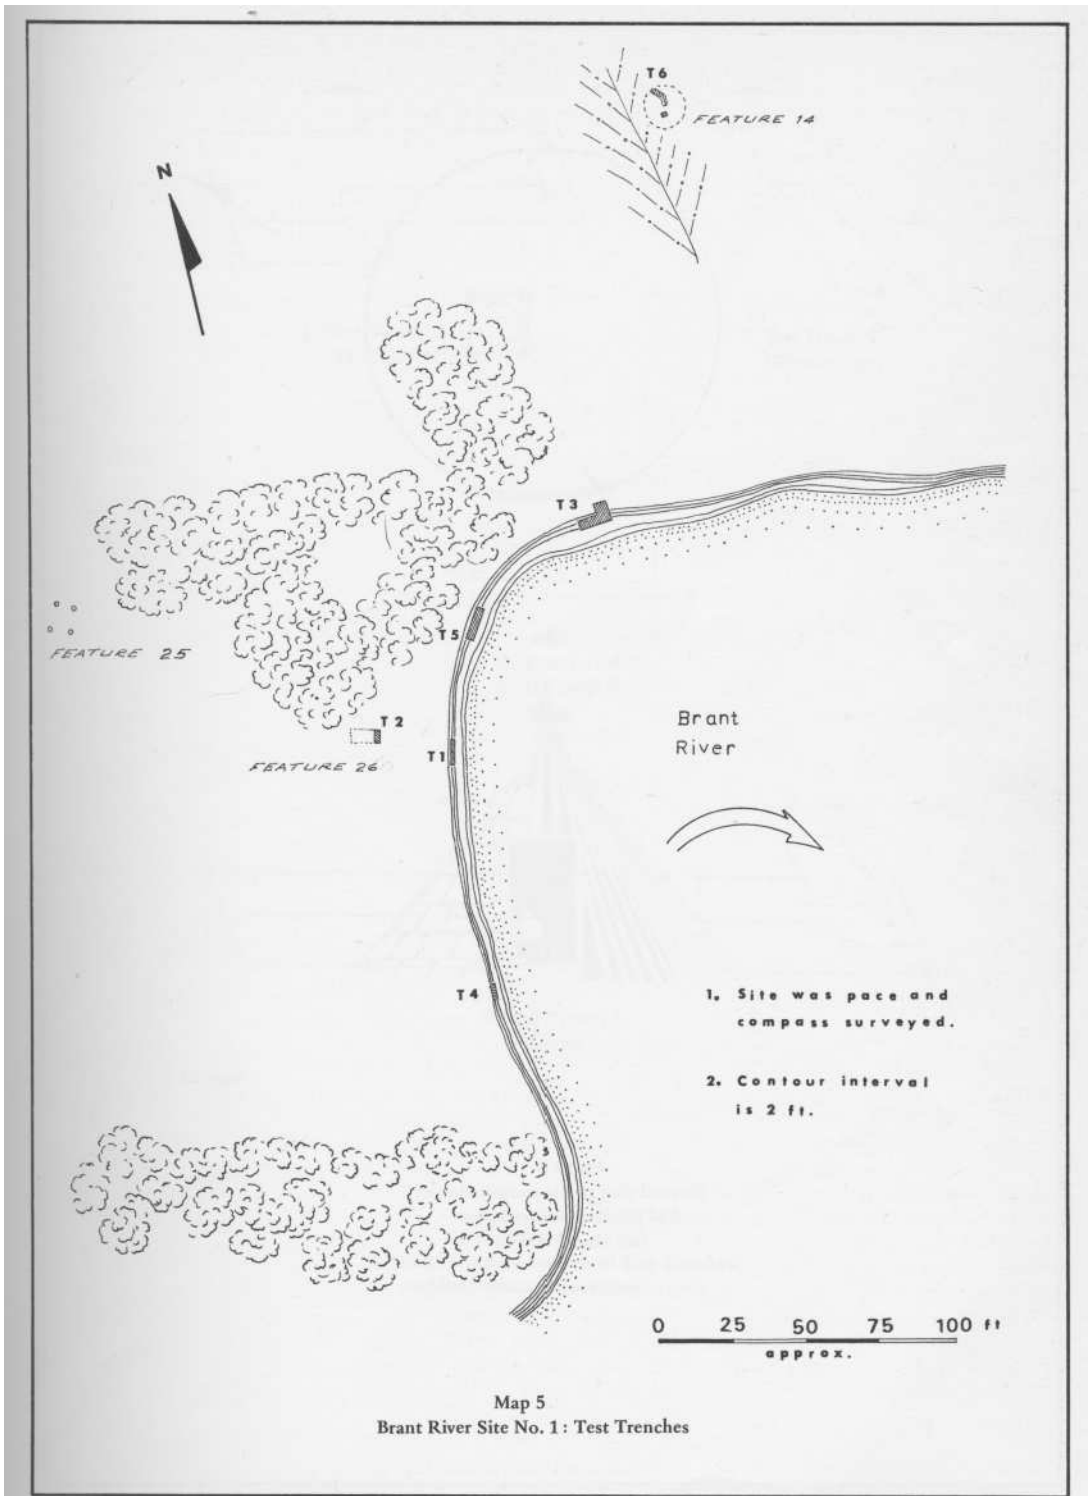 T6
FEATURE 14
N
T3
T5
FEATURE 25
T2
Brant
River
T1
FEATURE 26
T4
1. Site was pace and
compass surveyed.
2. Contour interval
is 2 ft.
0 25 50 75 100 ft
approx.
Map 5
Brant River Site No. 1: Test Trenches